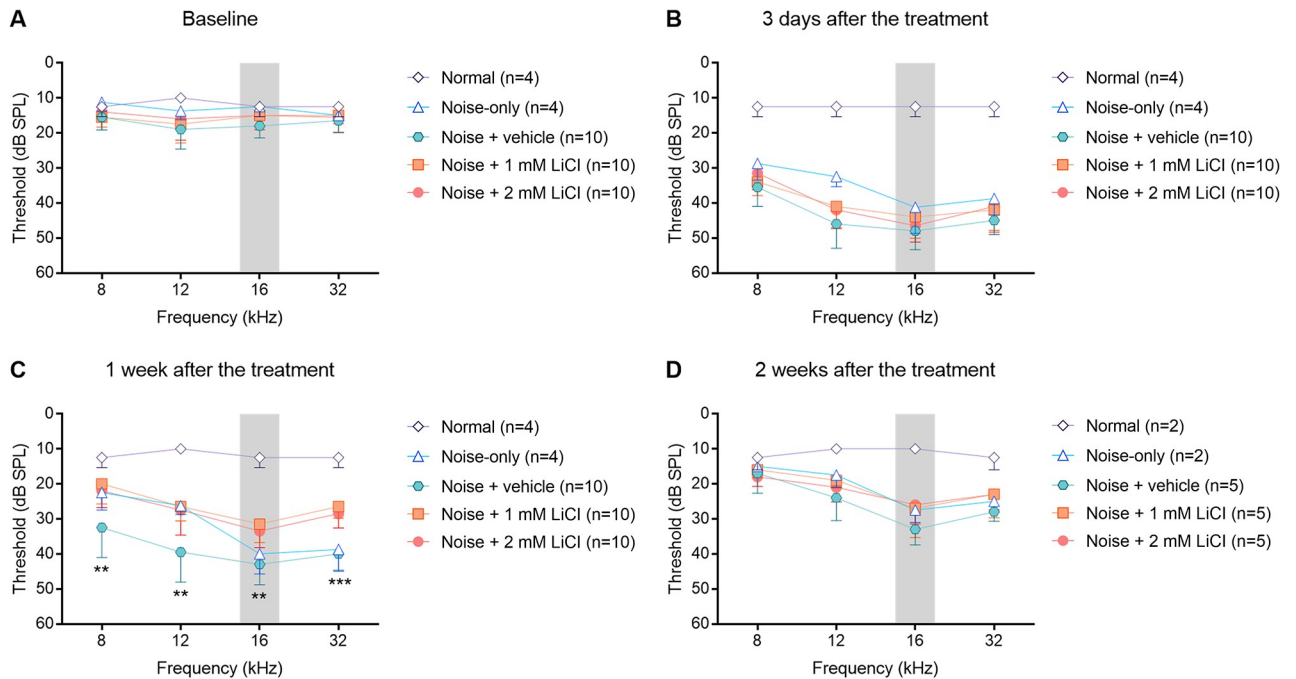 A Baseline
Threshold (dB SPL)
0
10
20
30
40
50
60
8 12 16 32
Frequency (kHz)
Normal (n=4)
Noise-only (n=4)
Noise + vehicle (n=10)
Noise + 1 mM LiCl (n=10)
Noise + 2 mM LiCl (n=10)
B 3 days after the treatment
Threshold (dB SPL)
0
10
20
30
40
50
60
8 12 16 32
Frequency (kHz)
Normal (n=4)
Noise-only (n=4)
Noise + vehicle (n=10)
Noise + 1 mM LiCl (n=10)
Noise + 2 mM LiCl (n=10)
C 1 week after the treatment
Threshold (dB SPL)
0
10
20
30
40
50
60
** ** ** ***
8 12 16 32
Frequency (kHz)
Normal (n=4)
Noise-only (n=4)
Noise + vehicle (n=10)
Noise + 1 mM LiCl (n=10)
Noise + 2 mM LiCl (n=10)
D 2 weeks after the treatment
Threshold (dB SPL)
0
10
20
30
40
50
60
8 12 16 32
Frequency (kHz)
Normal (n=2)
Noise-only (n=2)
Noise + vehicle (n=5)
Noise + 1 mM LiCl (n=5)
Noise + 2 mM LiCl (n=5)